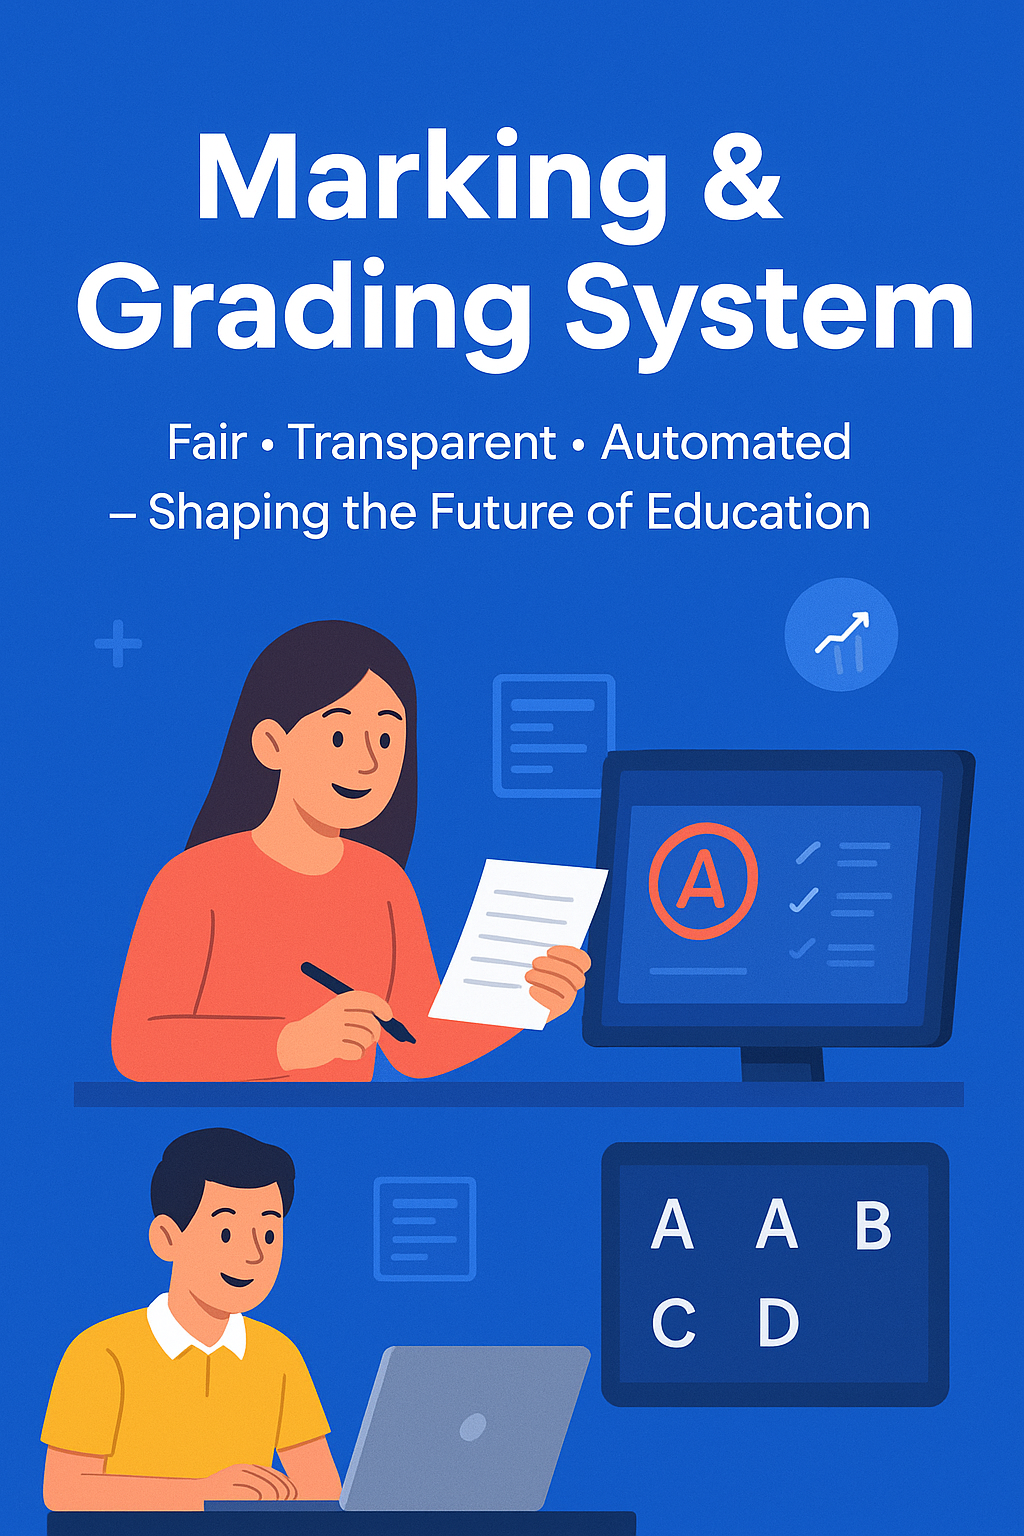 Marking &
Grading System
Fair • Transparent • Automated
– Shaping the Future of Education
A
A A B
C D